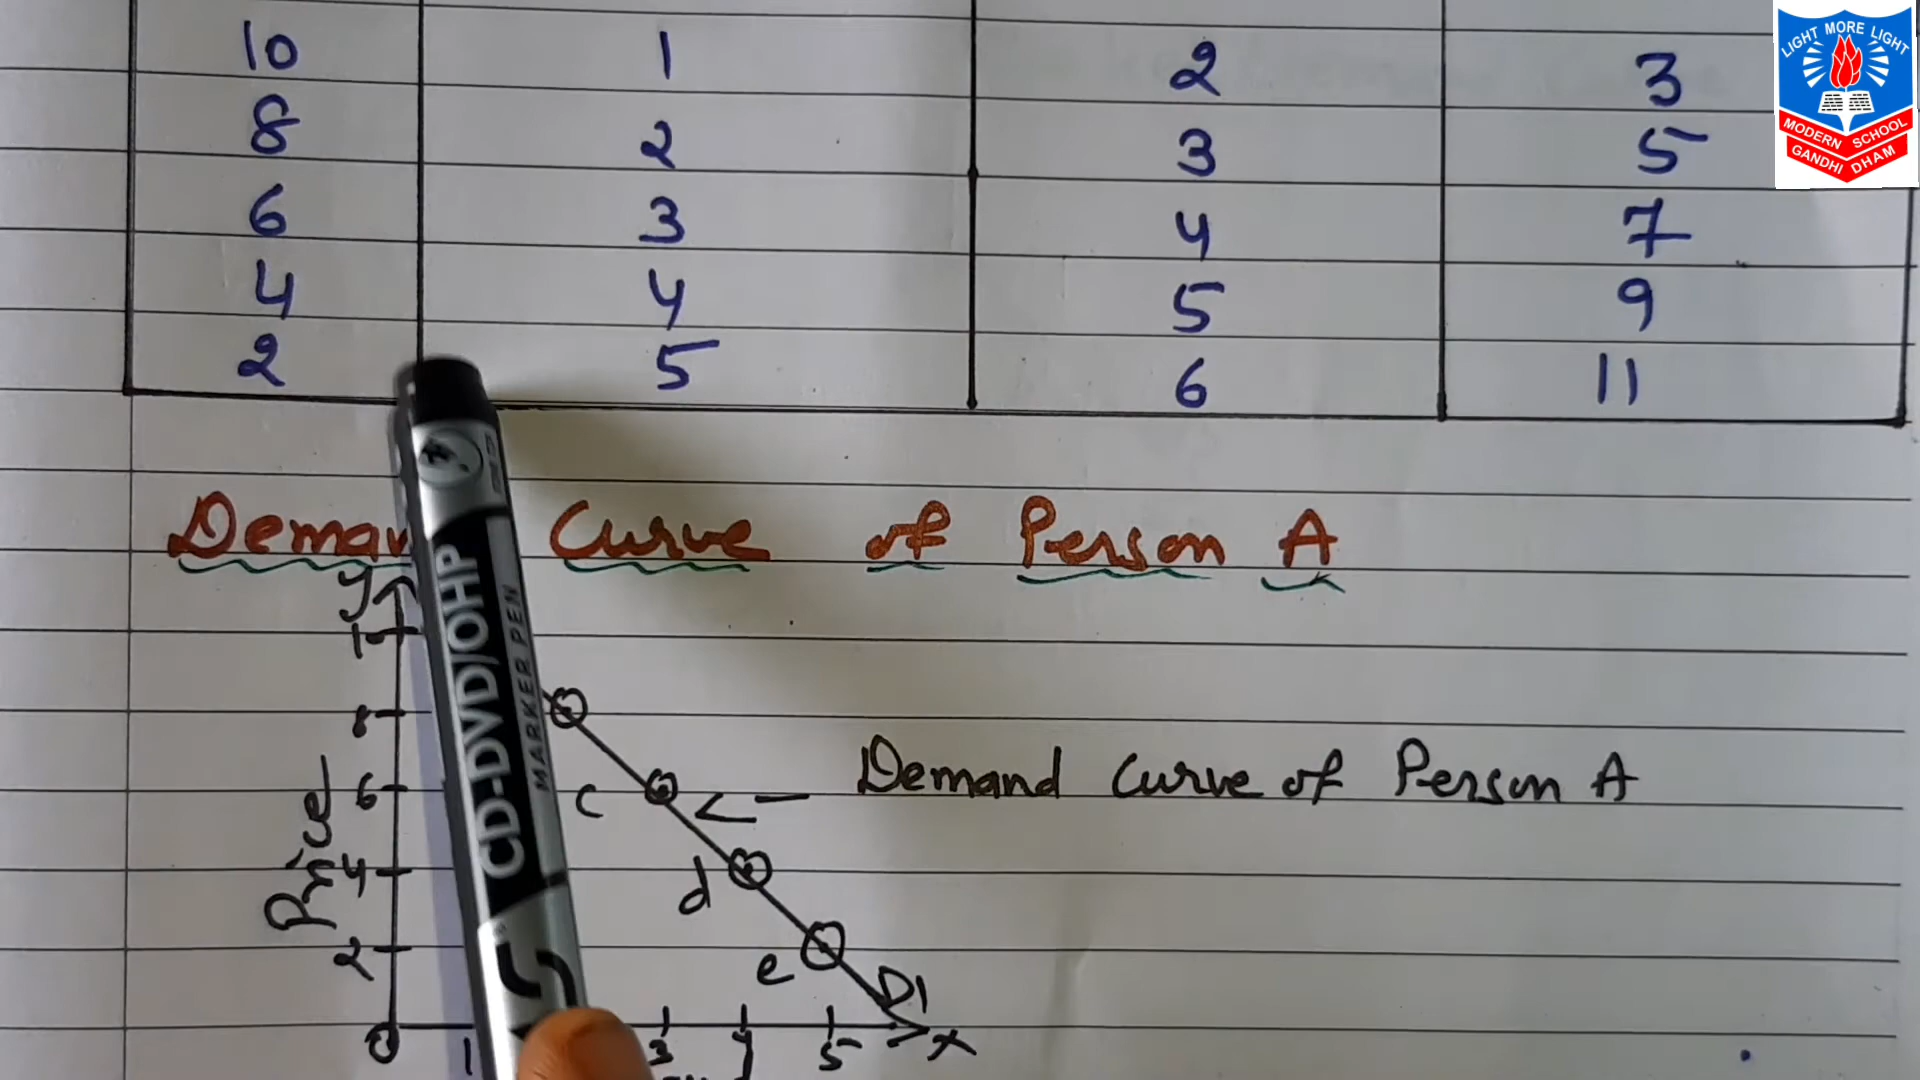 10 1 2 3
8 2 3 5
6 3 4 7
4 4 5 9
2 5 6 11
LIGHT MORE LIGHT
MODERN SCHOOL
GANDHI DHAM
Curve of Person A
y
8
6 c Demand Curve of Person A
Price
4 d
2 e D1
0 1 3 4 5 x
CD-DVD/OHP
MARKER PEN